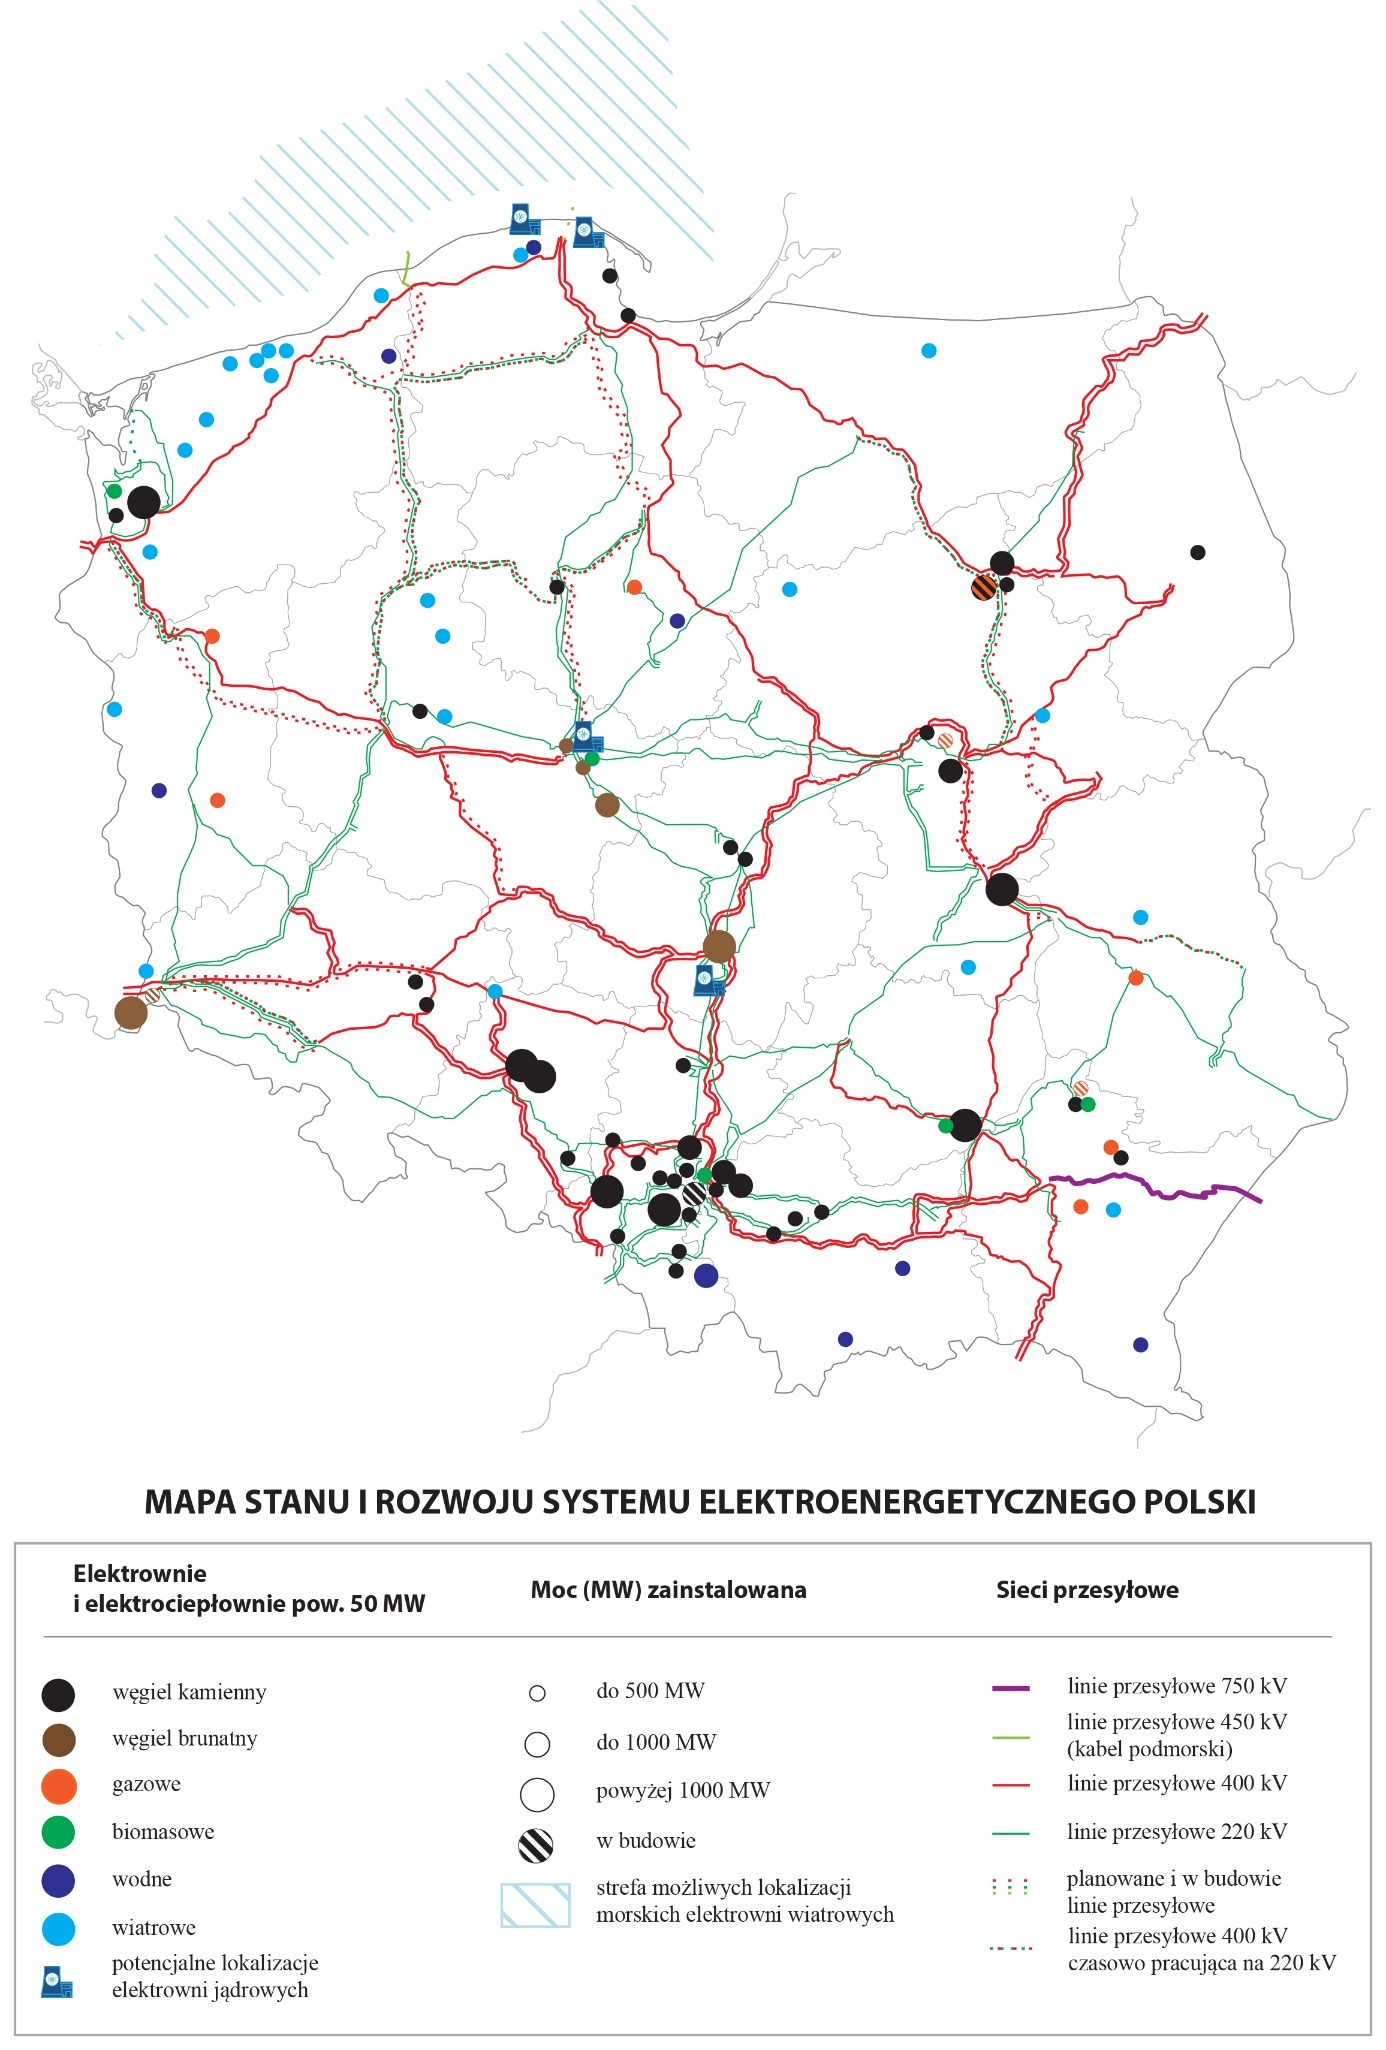 MAPA STANU I ROZWOJU SYSTEMU ELEKTROENERGETYCZNEGO POLSKI
Elektrownie
i elektrociepłownie pow. 50 MW
węgiel kamienny
węgiel brunatny
gazowe
biomasowe
wodne
wiatrowe
potencjalne lokalizacje
elektrowni jądrowych
Moc (MW) zainstalowana
do 500 MW
do 1000 MW
powyżej 1000 MW
w budowie
strefa możliwych lokalizacji
morskich elektrowni wiatrowych
Sieci przesyłowe
linie przesyłowe 750 kV
linie przesyłowe 450 kV
(kabel podmorski)
linie przesyłowe 400 kV
linie przesyłowe 220 kV
planowane i w budowie
linie przesyłowe
linie przesyłowe 400 kV
czasowo pracująca na 220 kV